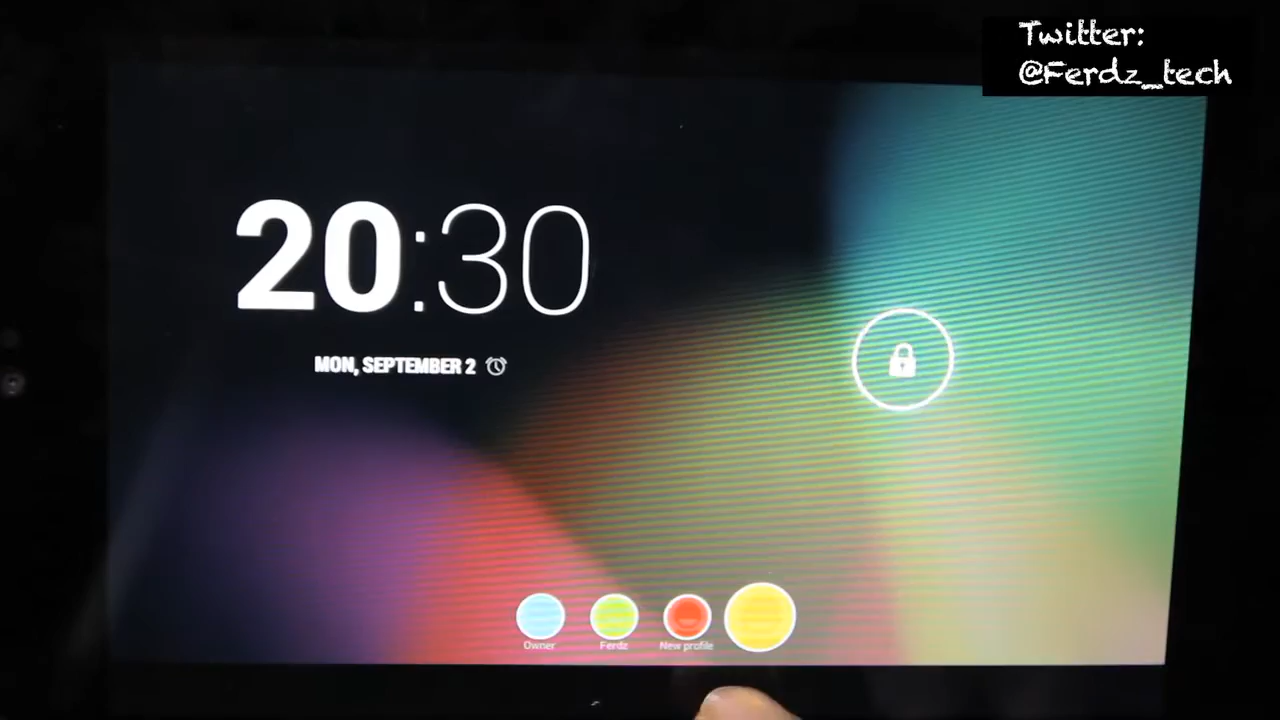 Twitter:
@Ferdz_tech
20:30
MON, SEPTEMBER 2
Owner
Ferdz
New profile